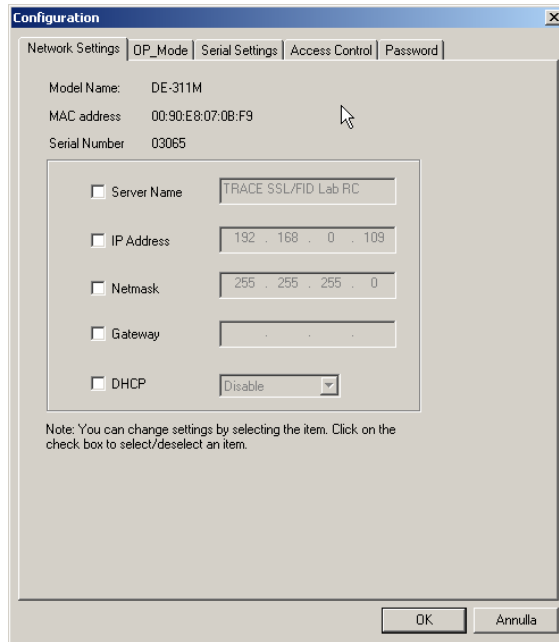 Configuration
Network Settings OP_Mode Serial Settings Access Control Password
Model Name: DE-311M
MAC address 00:90:E8:07:0B:F9
Serial Number 03065
Server Name TRACE SSL/FID Lab RC
IP Address 192 . 168 . 0 . 109
Netmask 255 . 255 . 255 . 0
Gateway . . .
DHCP Disable
Note: You can change settings by selecting the item. Click on the
check box to select/deselect an item.
OK Annulla